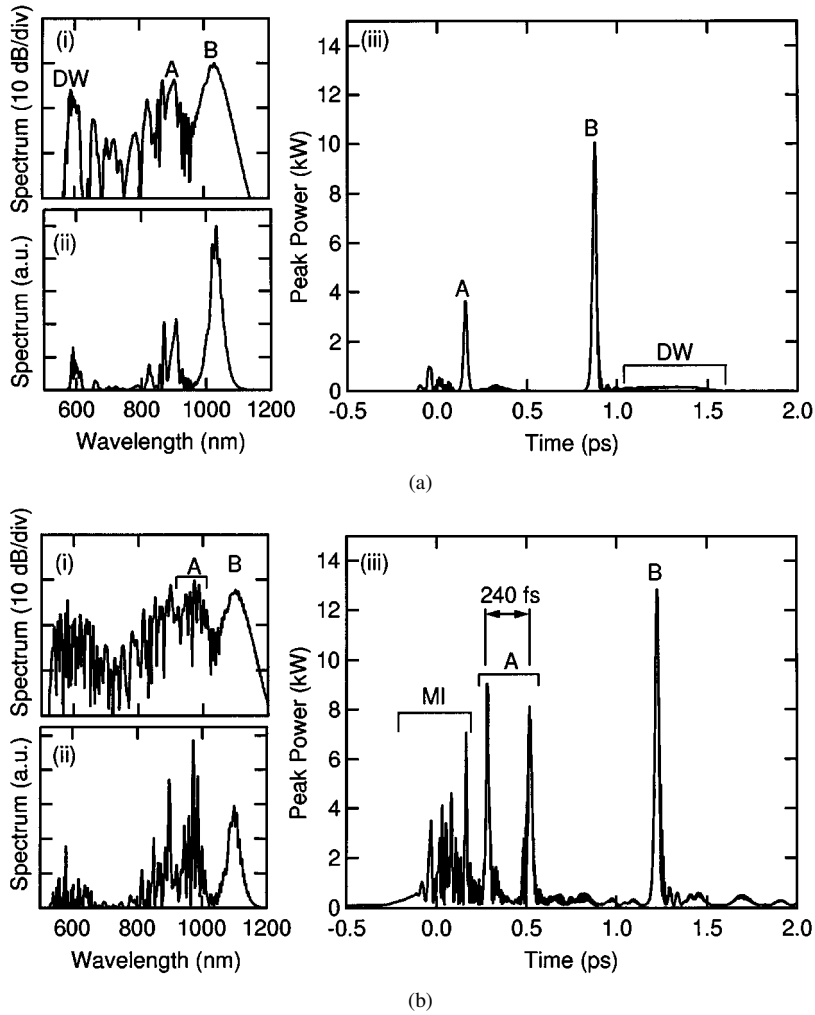 (i)
DW
A
B
Spectrum (10 dB/div)
(ii)
Spectrum (a.u.)
600 800 1000 1200
Wavelength (nm)
(iii)
15
14
12
10
8
6
4
2
0
Peak Power (kW)
A
B
DW
-0.5 0.0 0.5 1.0 1.5 2.0
Time (ps)
(a)
(i)
A
B
Spectrum (10 dB/div)
(ii)
Spectrum (a.u.)
600 800 1000 1200
Wavelength (nm)
(iii)
14
12
10
8
6
4
2
0
Peak Power (kW)
240 fs
MI
A
B
-0.5 0.0 0.5 1.0 1.5 2.0
Time (ps)
(b)